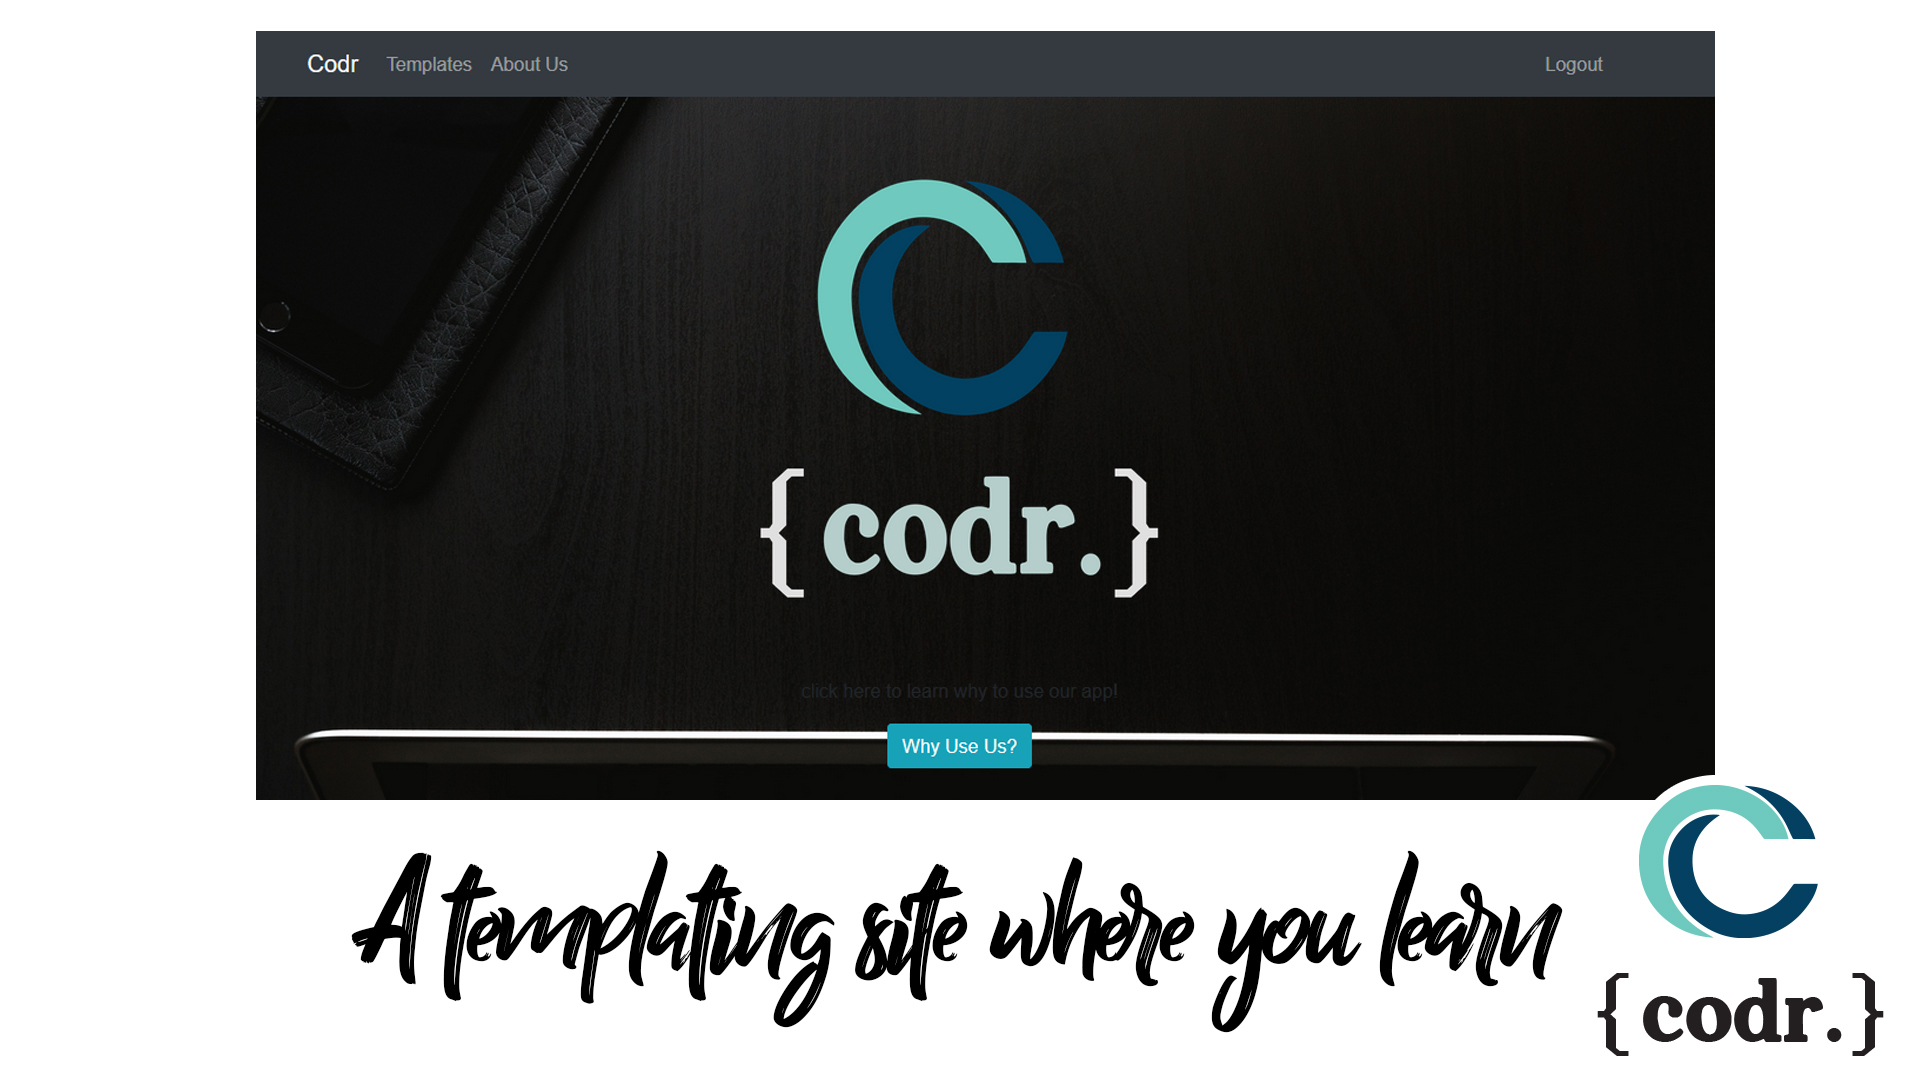 Codr Templates About Us Logout
{ codr. }
click here to learn why to use our app!
Why Use Us?
A templating site where you learn
{ codr. }